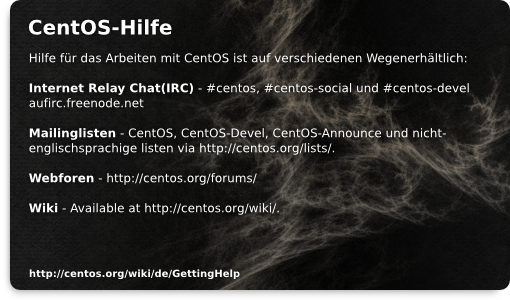 CentOS-Hilfe
Hilfe für das Arbeiten mit CentOS ist auf verschiedenen Wegenerhältlich:
Internet Relay Chat(IRC) - #centos, #centos-social und #centos-devel
aufirc.freenode.net
Mailinglisten - CentOS, CentOS-Devel, CentOS-Announce und nicht-
englischsprachige listen via http://centos.org/lists/.
Webforen - http://centos.org/forums/
Wiki - Available at http://centos.org/wiki/.
http://centos.org/wiki/de/GettingHelp